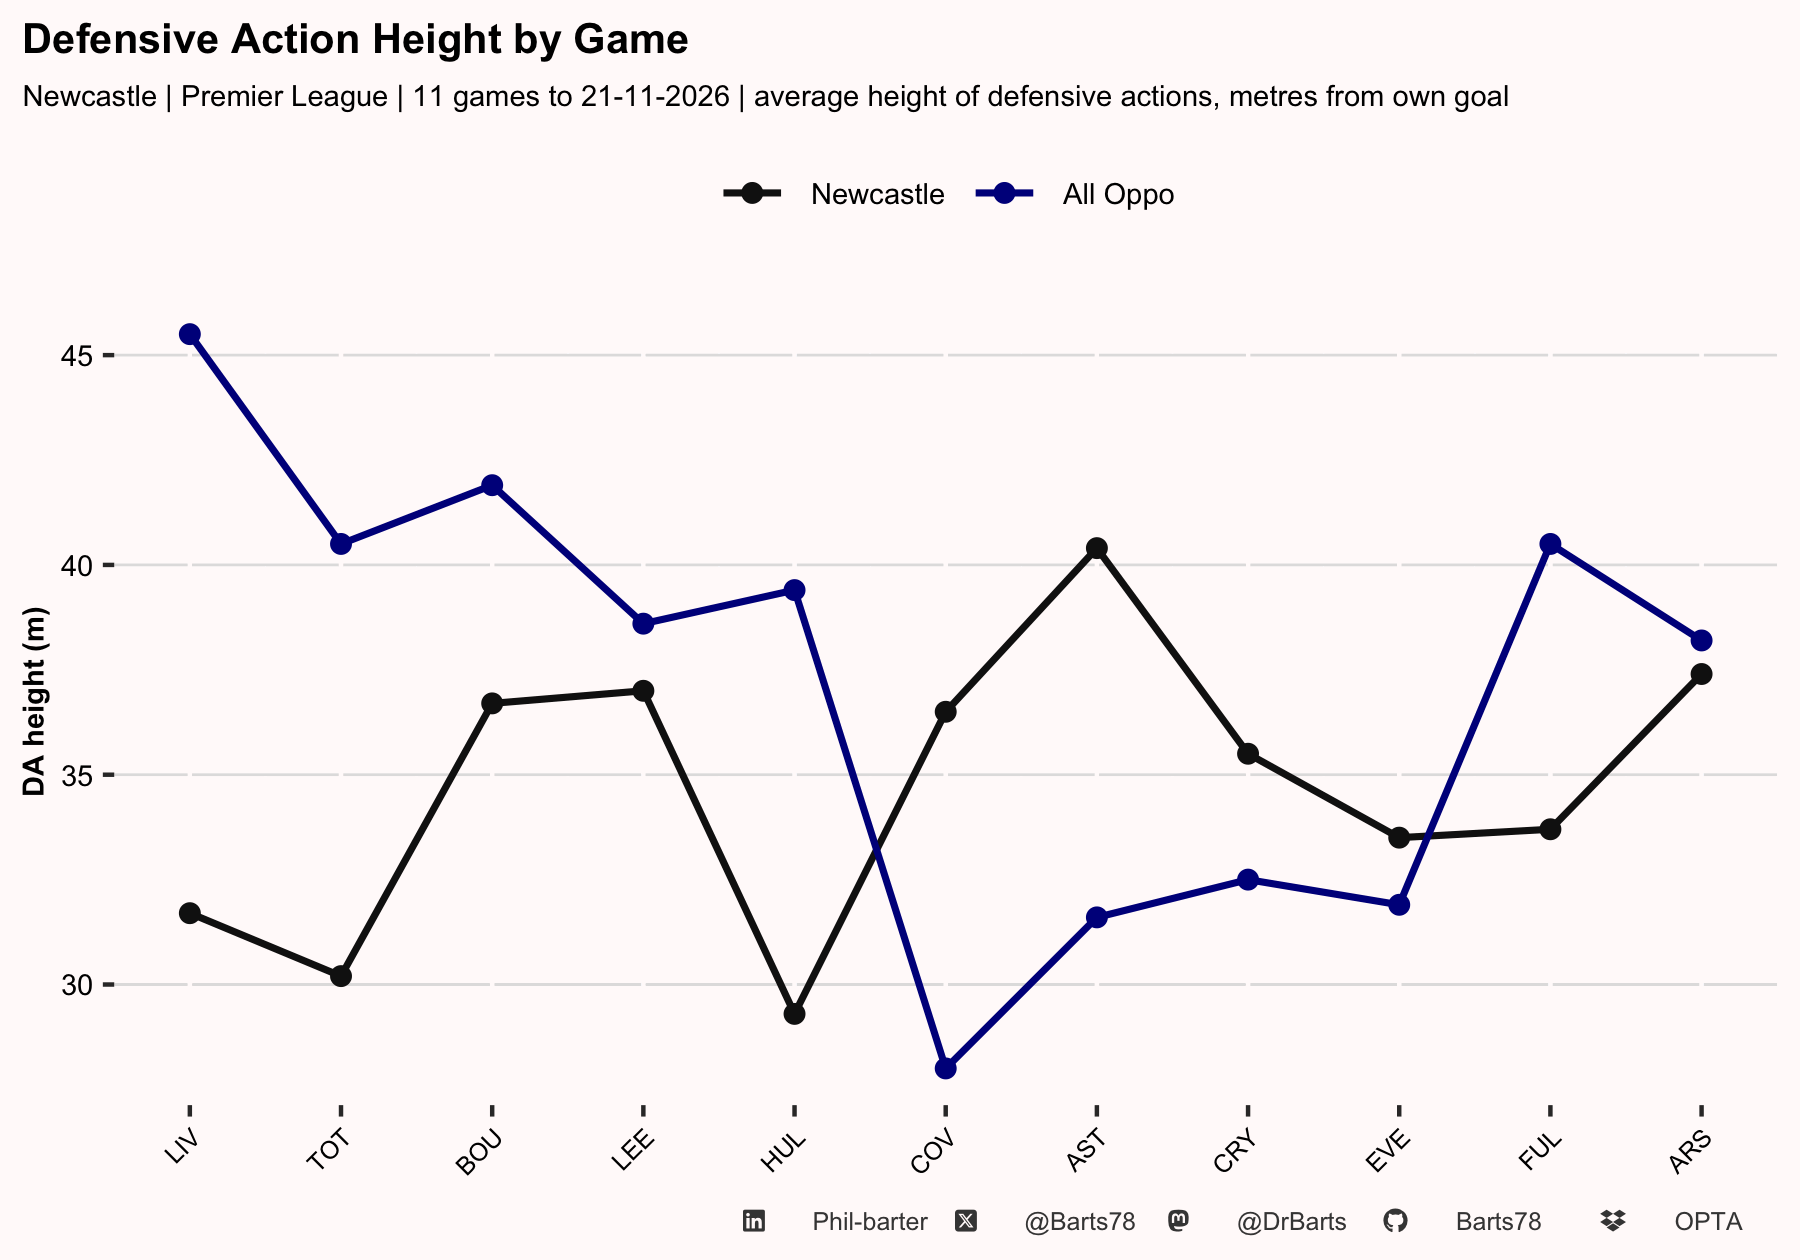 Defensive Action Height by Game
Newcastle | Premier League | 11 games to 21-11-2026 | average height of defensive actions, metres from own goal
Newcastle All Oppo
45
40
35
30
DA height (m)
LIV TOT BOU LEE HUL COV AST CRY EVE FUL ARS
Phil-barter @Barts78 @DrBarts Barts78 OPTA